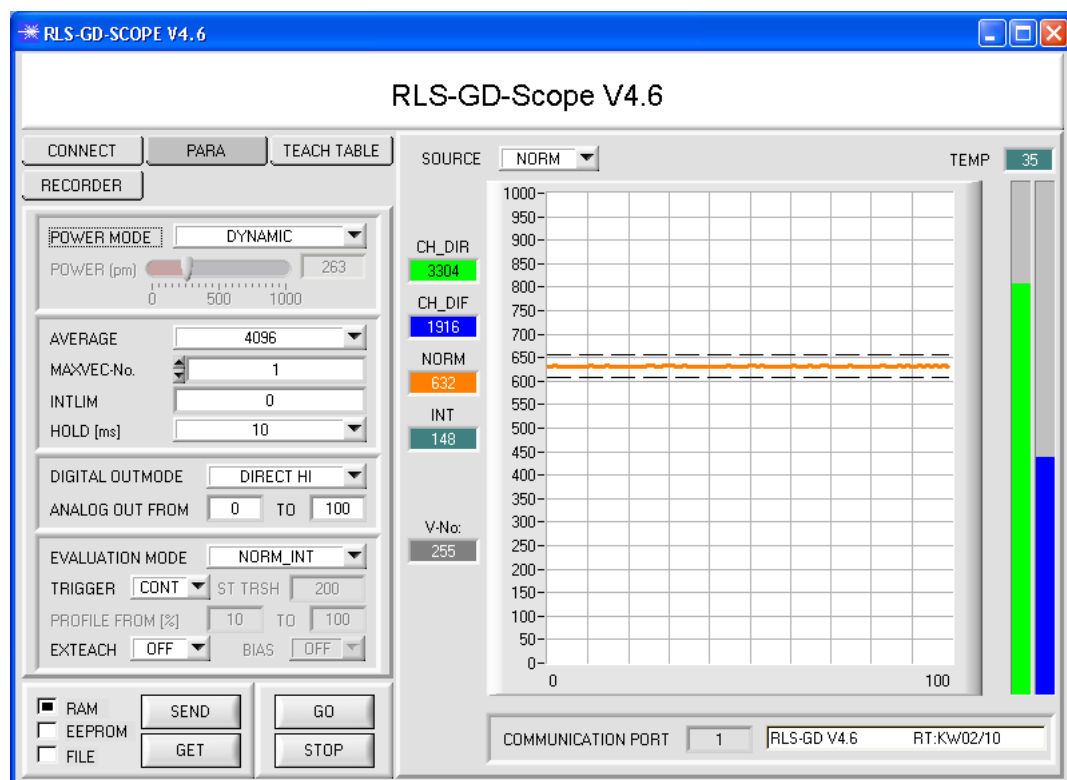 RLS-GD-SCOPE V4.6
RLS-GD-Scope V4.6
CONNECT PARA TEACH TABLE
RECORDER
POWER MODE DYNAMIC
POWER (pm) 263
0 500 1000
AVERAGE 4096
MAXVEC-No. 1
INTLIM 0
HOLD [ms] 10
DIGITAL OUTMODE DIRECT HI
ANALOG OUT FROM 0 TO 100
EVALUATION MODE NORM_INT
TRIGGER CONT ST TRSH 200
PROFILE FROM [%] 10 TO 100
EXTEACH OFF BIAS OFF
RAM
EEPROM
FILE
SEND GO
GET STOP
SOURCE NORM TEMP 35
CH_DIR
3304
CH_DIF
1916
NORM
632
INT
148
V-No:
255
1000
950
900
850
800
750
700
650
600
550
500
450
400
350
300
250
200
150
100
50
0
0 100
COMMUNICATION PORT 1 RLS-GD V4.6 RT:KW02/10